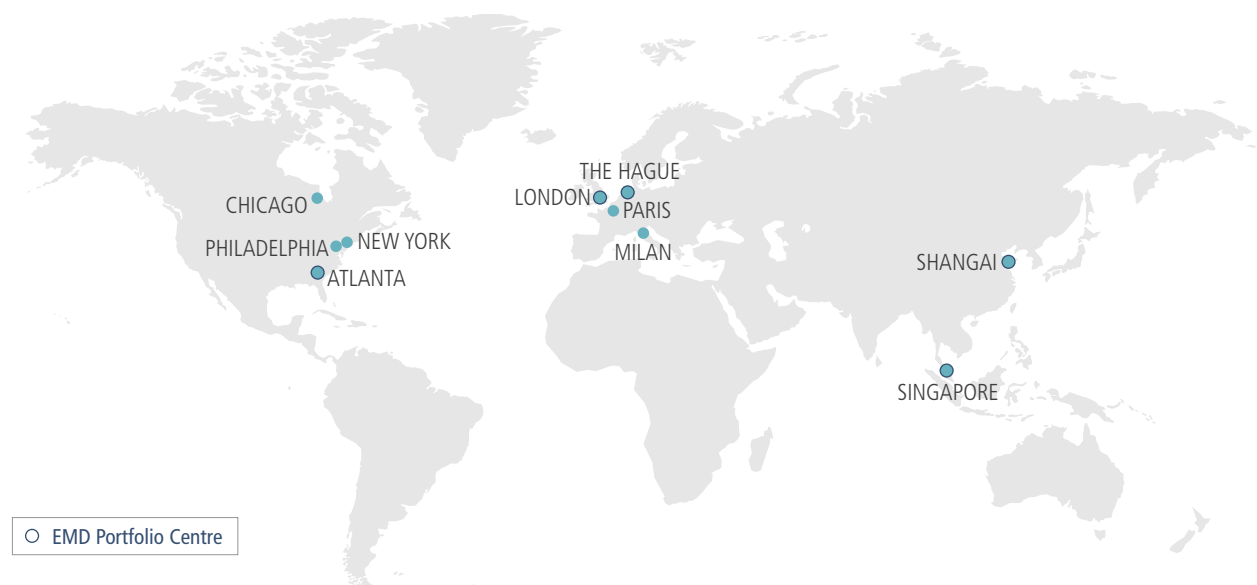 THE HAGUE
LONDON
PARIS
CHICAGO
NEW YORK
PHILADELPHIA
MILAN
SHANGAI
ATLANTA
SINGAPORE
EMD Portfolio Centre